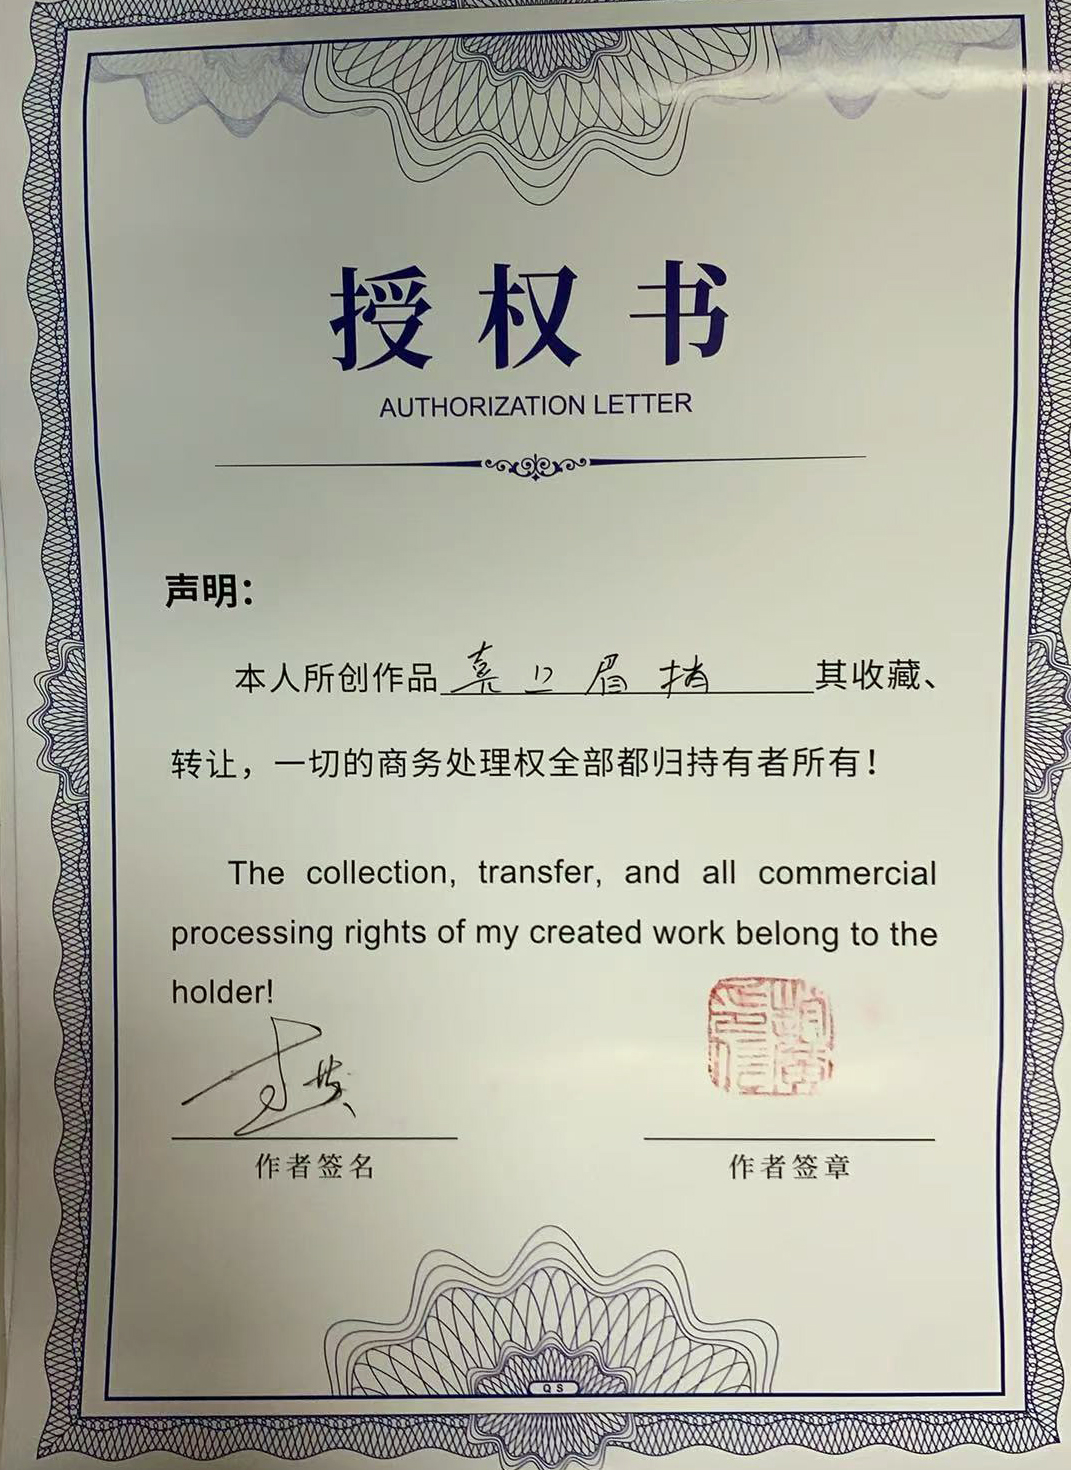 授权书
AUTHORIZATION LETTER
声明：
本人所创作品喜上眉梢其收藏、
转让，一切的商务处理权全部都归持有者所有！
The collection, transfer, and all commercial
processing rights of my created work belong to the
holder!
作者签名 作者签章
QS